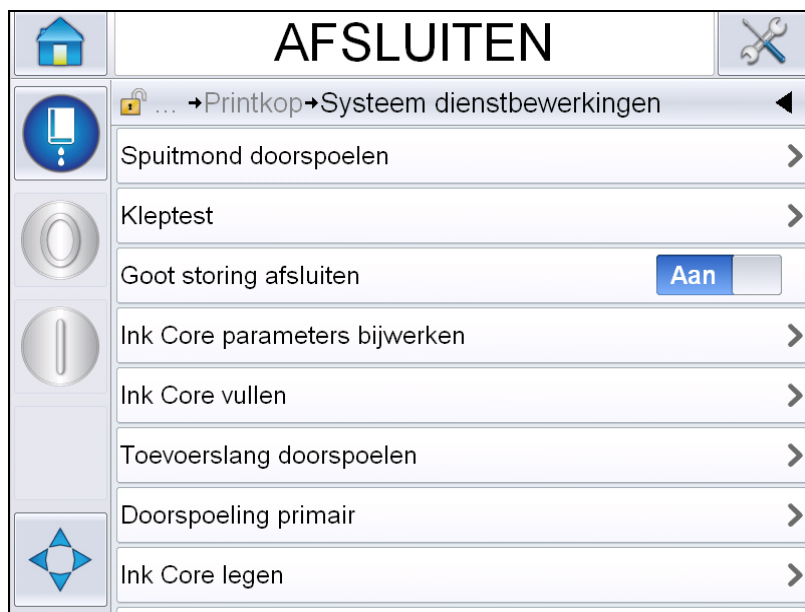 AFSLUITEN
... →Printkop→Systeem dienstbewerkingen
Spuitmond doorspoelen
Kleptest
Goot storing afsluiten Aan
Ink Core parameters bijwerken
Ink Core vullen
Toevoerslang doorspoelen
Doorspoeling primair
Ink Core legen